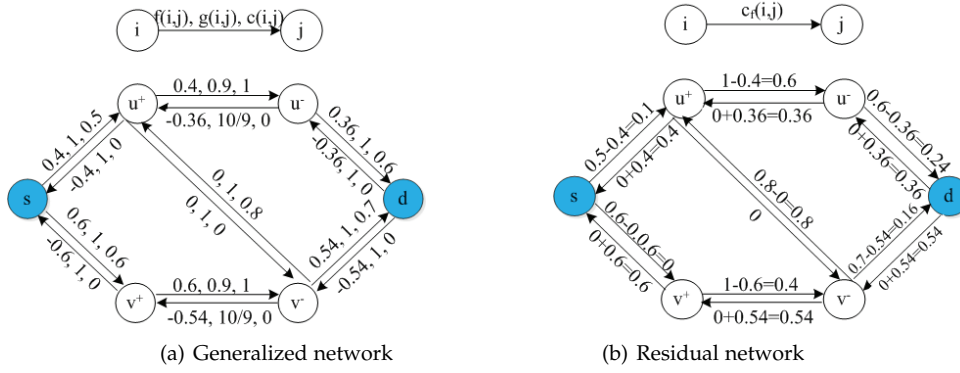 i
f(i,j), g(i,j), c(i,j)
j
u⁺
0.4, 0.9, 1
-0.36, 10/9, 0
u⁻
0.4, 1, 0.5
-0.4, 1, 0
0.36, 1, 0.6
-0.36, 1, 0
s
0, 1, 0.8
0, 1, 0
d
0.6, 1, 0.6
-0.6, 1, 0
0.54, 1, 0.7
-0.54, 1, 0
v⁺
0.6, 0.9, 1
-0.54, 10/9, 0
v⁻
(a) Generalized network
i
c_f(i,j)
j
u⁺
1-0.4=0.6
0+0.36=0.36
u⁻
0.5-0.4=0.1
0+0.4=0.4
0.6-0.36=0.24
0+0.36=0.36
s
0.8-0=0.8
0
d
0.6-0.0.6=0
0+0.6=0.6
0.7-0.54=0.16
0+0.54=0.54
v⁺
1-0.6=0.4
0+0.54=0.54
v⁻
(b) Residual network